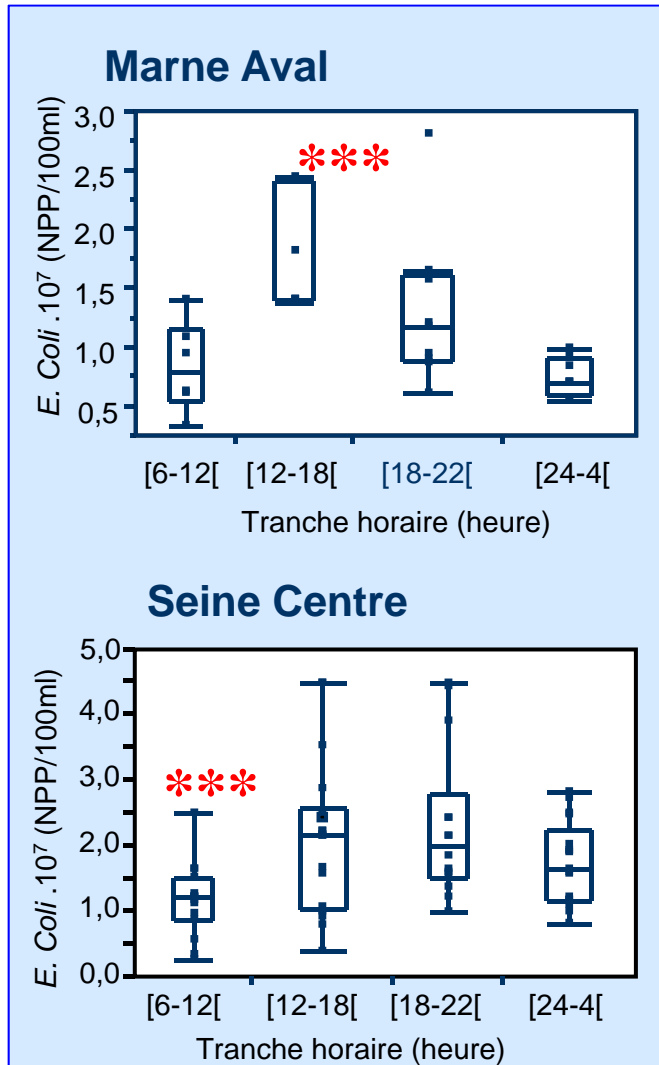 Marne Aval
E. Coli .10⁷ (NPP/100ml)
3,0
2,5
2,0
1,5
1,0
0,5
***
[6-12[ [12-18[ [18-22[ [24-4[
Tranche horaire (heure)
Seine Centre
E. Coli .10⁷ (NPP/100ml)
5,0
4,0
3,0
2,0
1,0
0,0
***
[6-12[ [12-18[ [18-22[ [24-4[
Tranche horaire (heure)